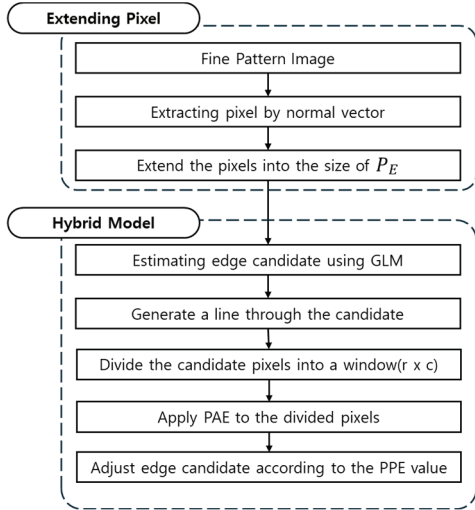 Extending Pixel
Fine Pattern Image
Extracting pixel by normal vector
Extend the pixels into the size of P_E
Hybrid Model
Estimating edge candidate using GLM
Generate a line through the candidate
Divide the candidate pixels into a window(r x c)
Apply PAE to the divided pixels
Adjust edge candidate according to the PPE value